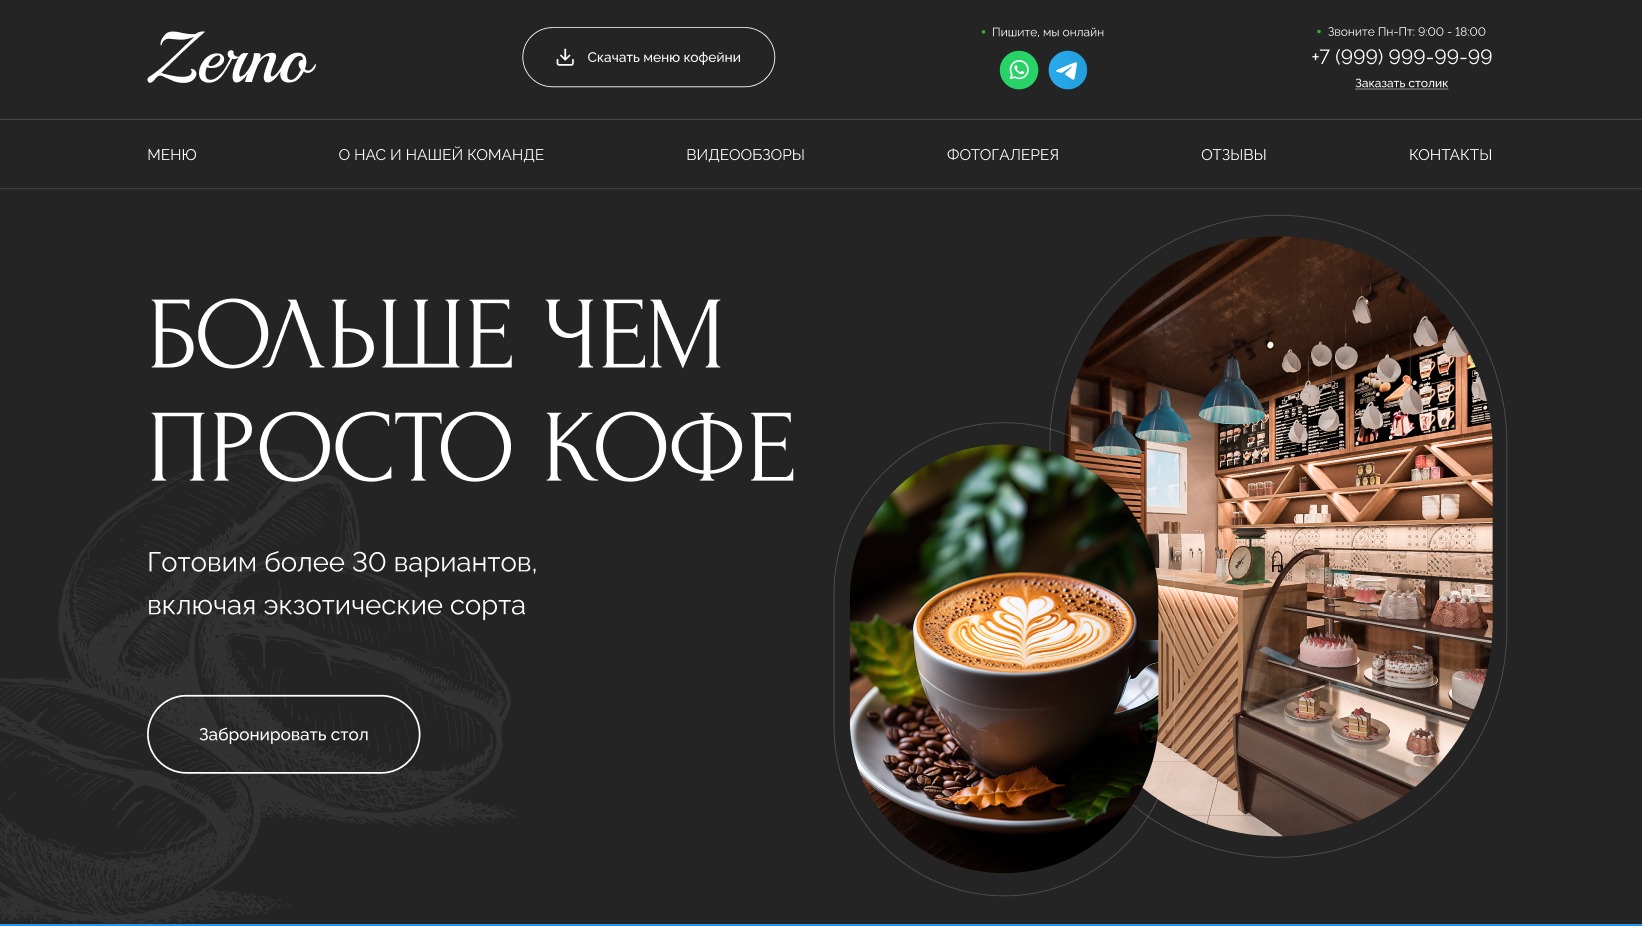 Zerno
Скачать меню кофейни
Пишите, мы онлайн
Звоните Пн-Пт: 9:00 - 18:00
+7 (999) 999-99-99
Заказать столик
МЕНЮ
О НАС И НАШЕЙ КОМАНДЕ
ВИДЕООБЗОРЫ
ФОТОГАЛЕРЕЯ
ОТЗЫВЫ
КОНТАКТЫ
БОЛЬШЕ ЧЕМ
ПРОСТО КОФЕ
Готовим более 30 вариантов,
включая экзотические сорта
Забронировать стол